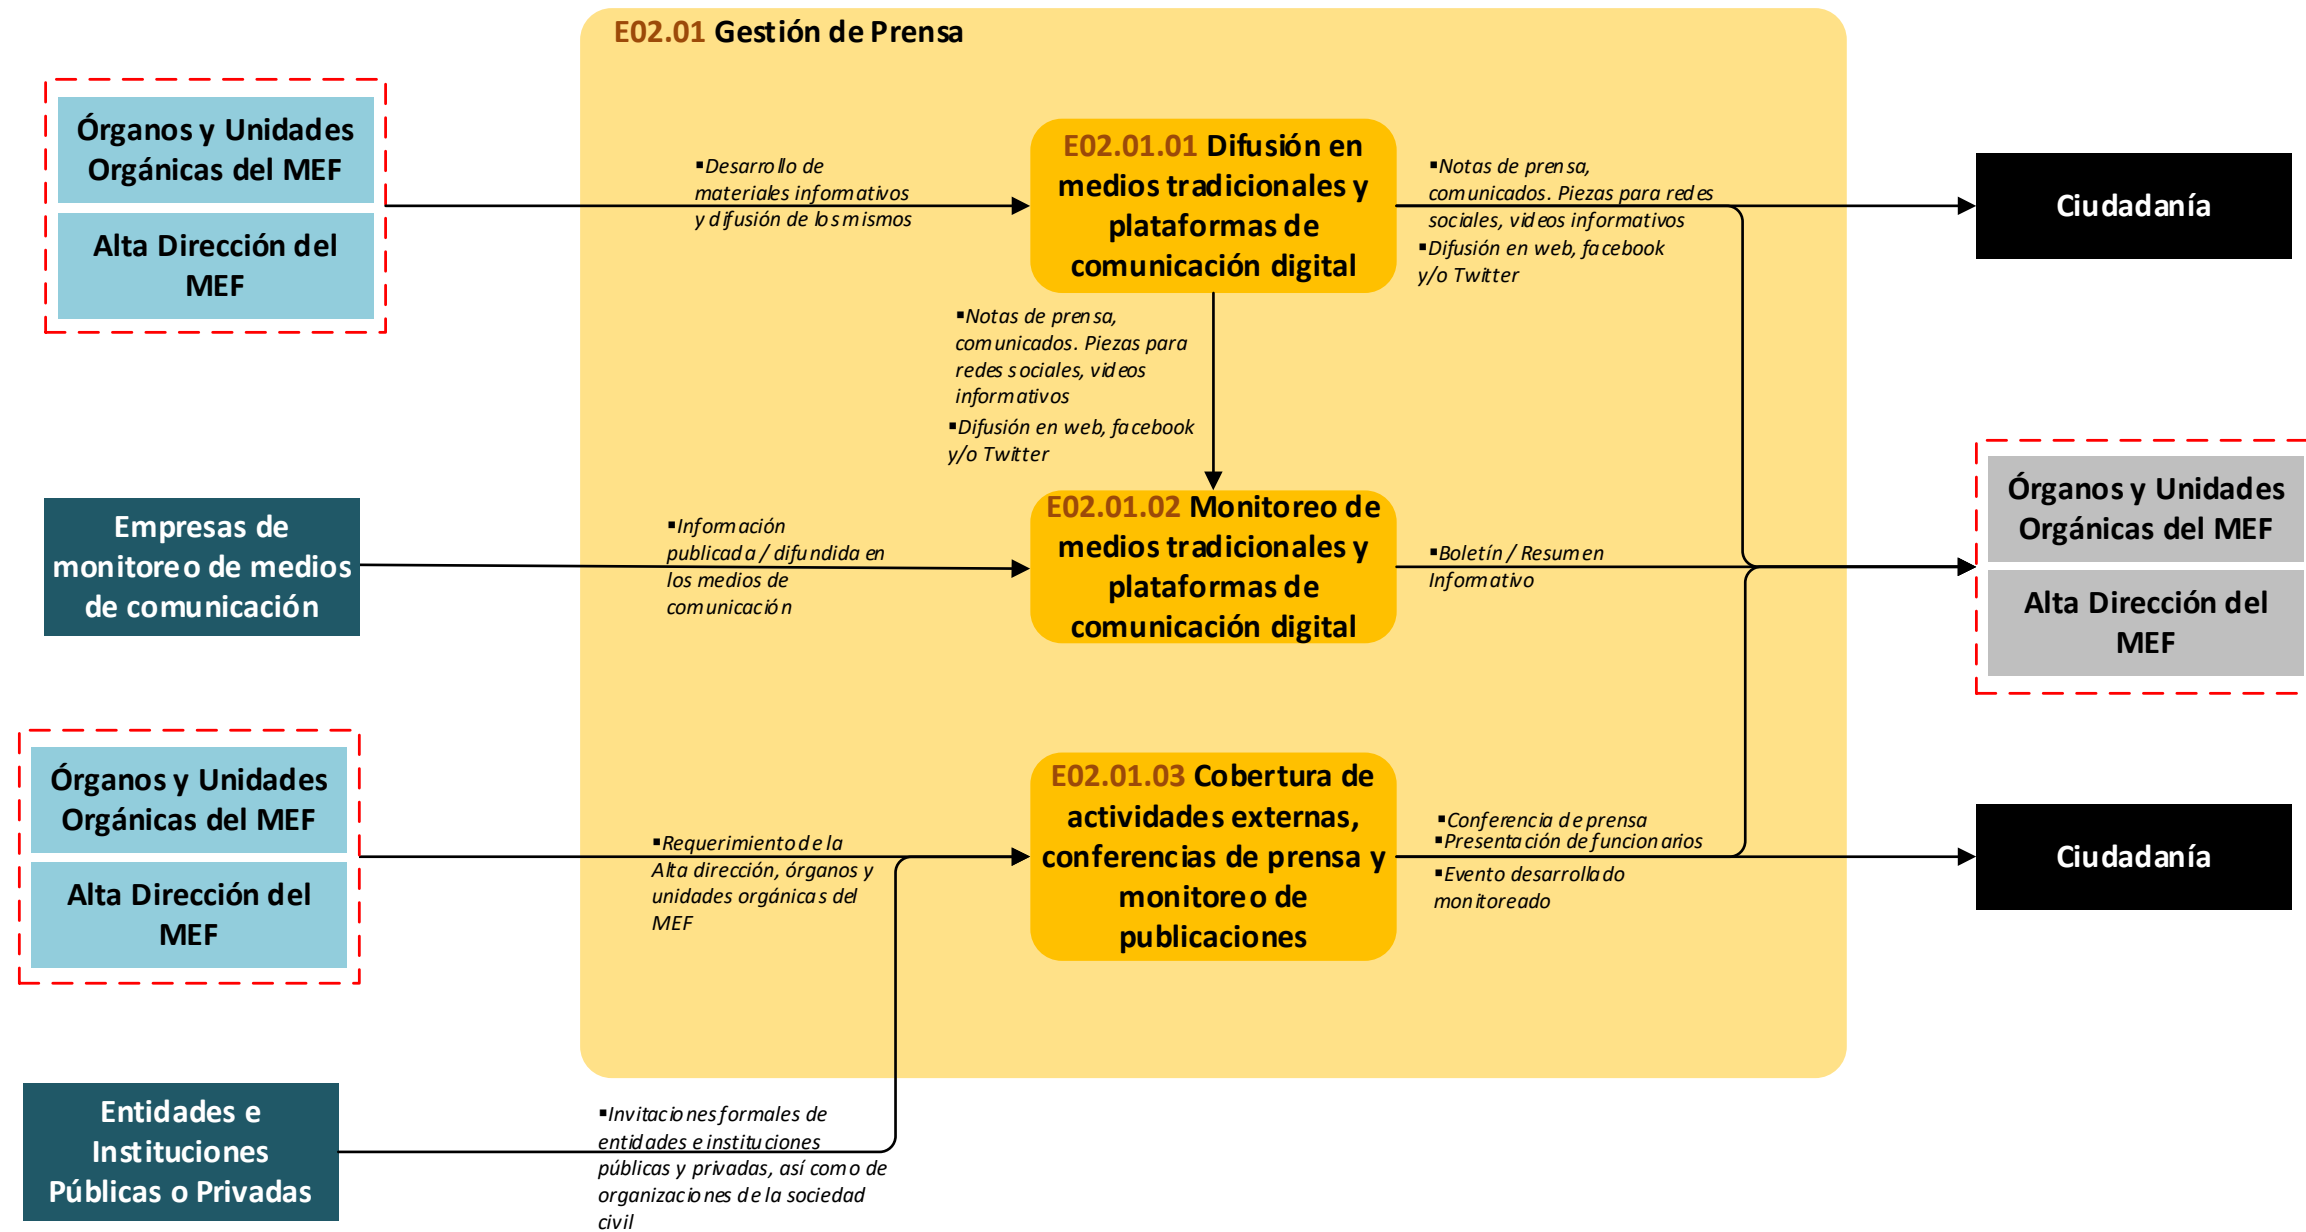 E02.01 Gestión de Prensa
Órganos y Unidades
Orgánicas del MEF
Alta Dirección del
MEF
▪Desarrollo de
materiales informativos
y difusión de los mismos
E02.01.01 Difusión en
medios tradicionales y
plataformas de
comunicación digital
▪Notas de prensa,
comunicados. Piezas para redes
sociales, videos informativos
▪Difusión en web, facebook
y/o Twitter
Ciudadanía
▪Notas de prensa,
comunicados. Piezas para
redes sociales, videos
informativos
▪Difusión en web, facebook
y/o Twitter
Empresas de
monitoreo de medios
de comunicación
▪Información
publicada / difundida en
los medios de
comunicación
E02.01.02 Monitoreo de
medios tradicionales y
plataformas de
comunicación digital
▪Boletín / Resumen
Informativo
Órganos y Unidades
Orgánicas del MEF
Alta Dirección del
MEF
Órganos y Unidades
Orgánicas del MEF
Alta Dirección del
MEF
▪Requerimiento de la
Alta dirección, órganos y
unidades orgánicas del
MEF
E02.01.03 Cobertura de
actividades externas,
conferencias de prensa y
monitoreo de
publicaciones
▪Conferencia de prensa
▪Presentación de funcionarios
▪Evento desarrollado
monitoreado
Ciudadanía
Entidades e
Instituciones
Públicas o Privadas
▪Invitaciones formales de
entidades e instituciones
públicas y privadas, así como de
organizaciones de la sociedad
civil